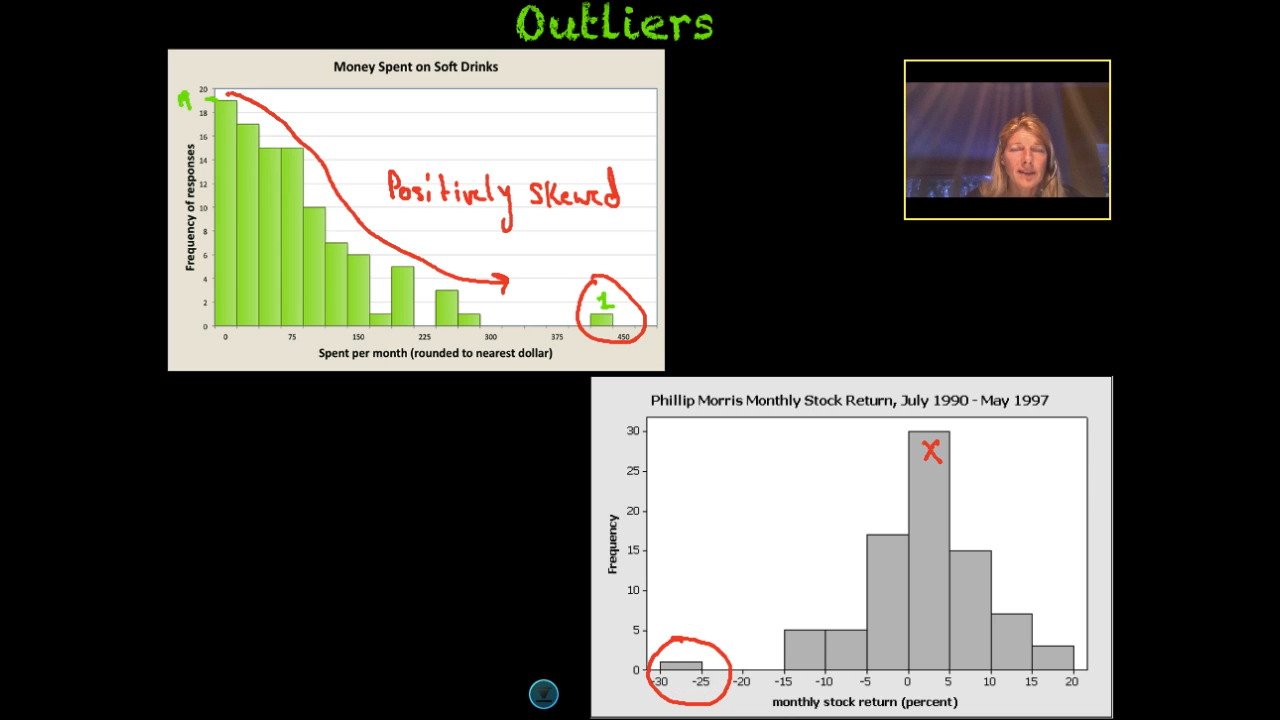 Outliers
Money Spent on Soft Drinks
20
18
16
14
12
10
8
6
4
2
0
Frequency of responses
Positively skewed
1
0 75 150 225 300 375 450
Spent per month (rounded to nearest dollar)
Phillip Morris Monthly Stock Return, July 1990 - May 1997
30
25
20
15
10
5
0
Frequency
X
-30 -25 -20 -15 -10 -5 0 5 10 15 20
monthly stock return (percent)